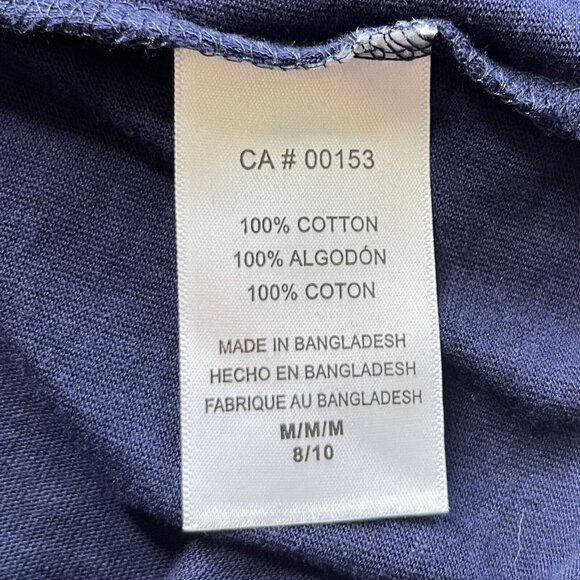 CA # 00153
100% COTTON
100% ALGODÓN
100% COTON
MADE IN BANGLADESH
HECHO EN BANGLADESH
FABRIQUE AU BANGLADESH
M/M/M
8/10